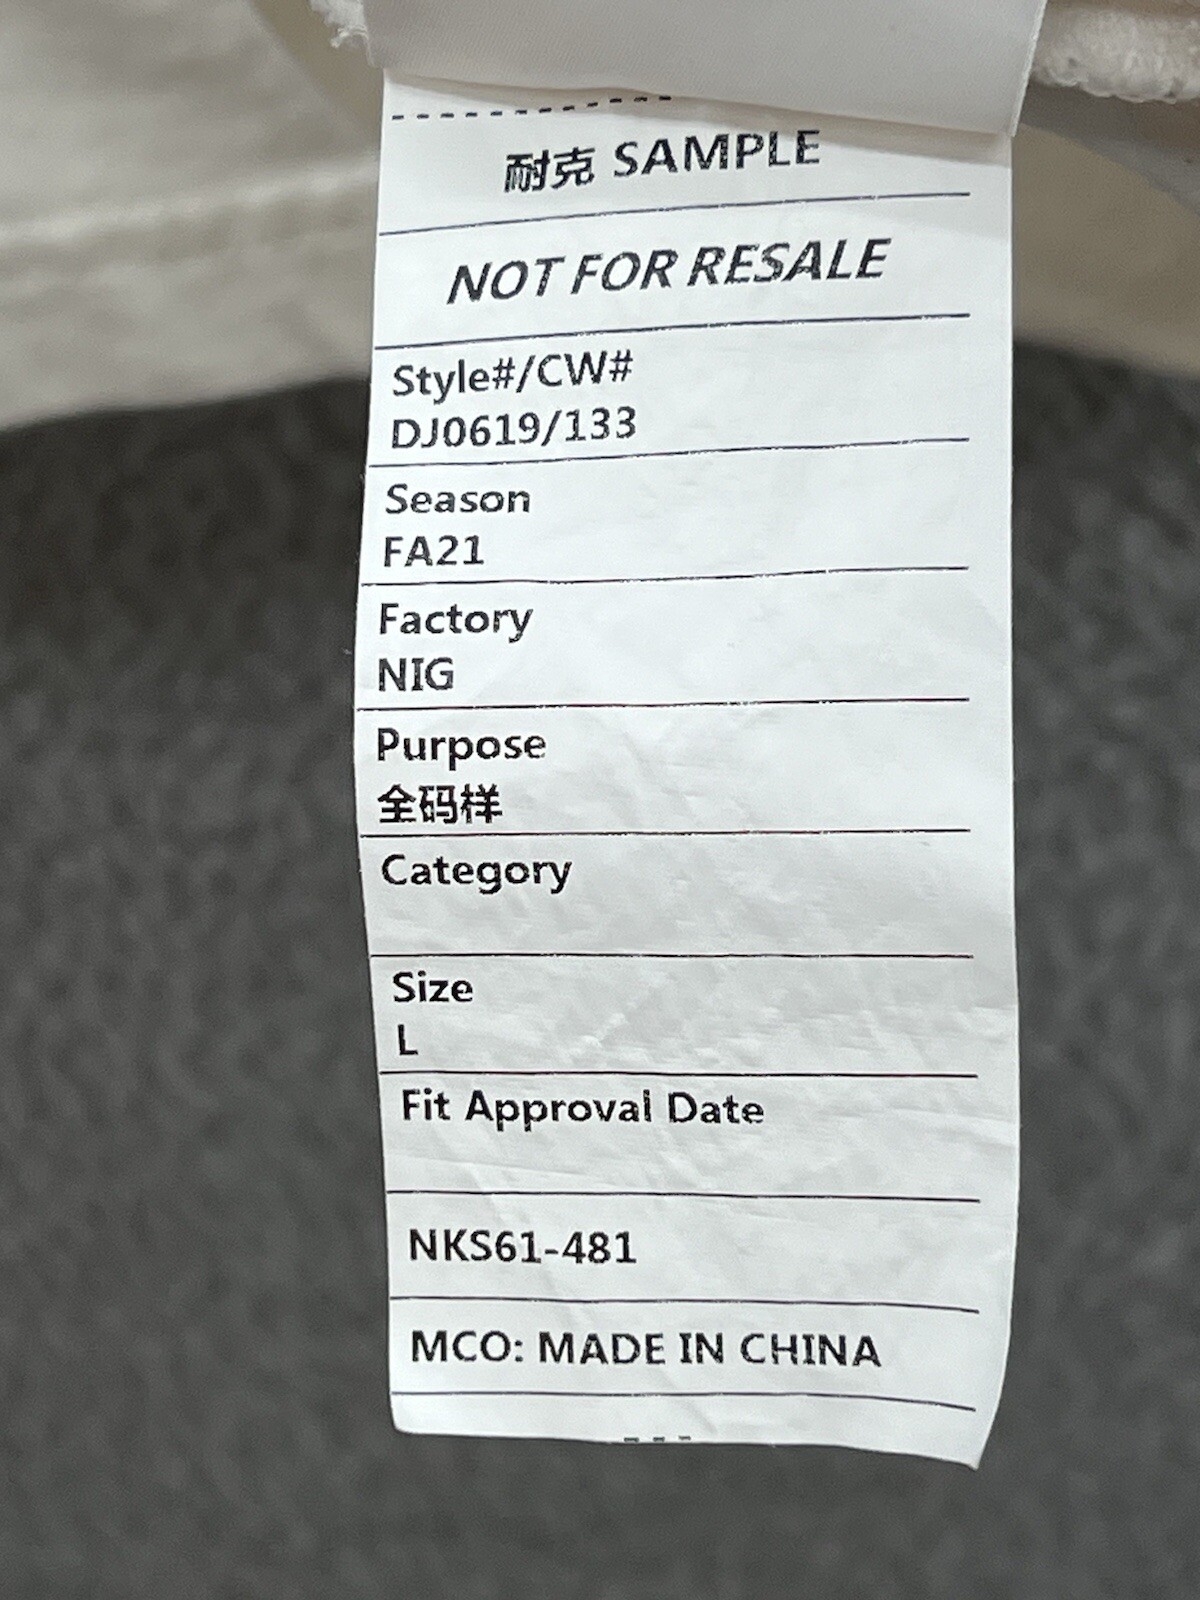 耐克 SAMPLE
NOT FOR RESALE
Style#/CW#
DJ0619/133
Season
FA21
Factory
NIG
Purpose
全码样
Category
Size
L
Fit Approval Date
NKS61-481
MCO: MADE IN CHINA